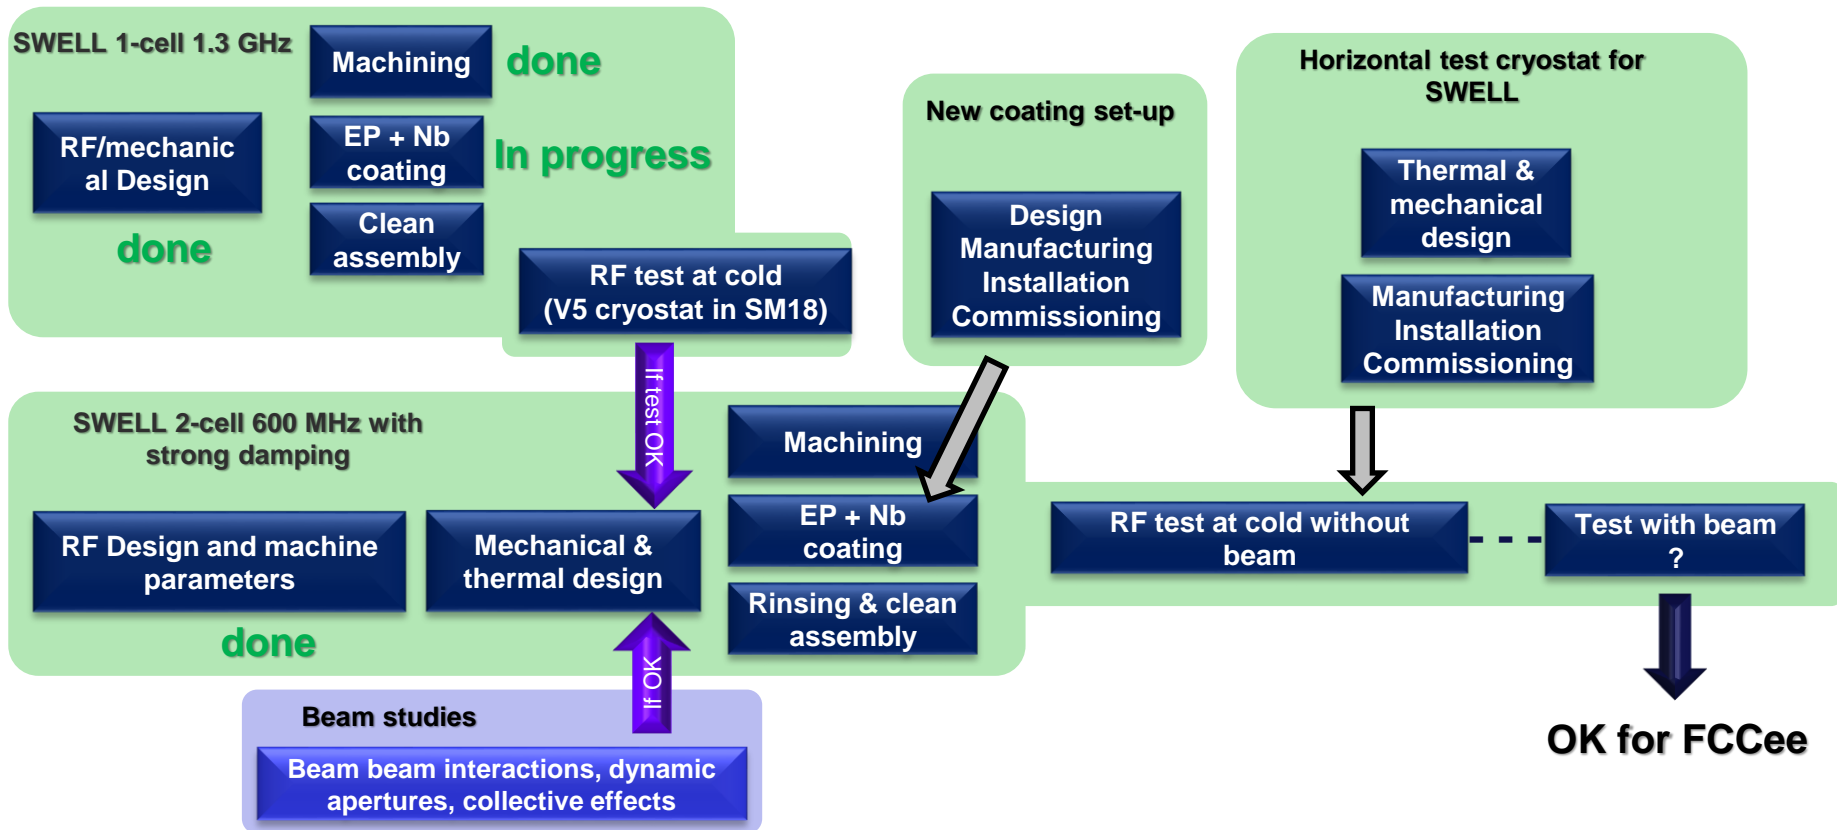 SWELL 1-cell 1.3 GHz
Machining
done
RF/mechanic
al Design
done
EP + Nb
coating
In progress
Clean
assembly
RF test at cold
(V5 cryostat in SM18)
New coating set-up
Design
Manufacturing
Installation
Commissioning
Horizontal test cryostat for
SWELL
Thermal &
mechanical
design
Manufacturing
Installation
Commissioning
If test OK
SWELL 2-cell 600 MHz with
strong damping
RF Design and machine
parameters
done
Mechanical &
thermal design
Machining
EP + Nb
coating
Rinsing & clean
assembly
RF test at cold without
beam
Test with beam
?
If OK
Beam studies
Beam beam interactions, dynamic
apertures, collective effects
OK for FCCee